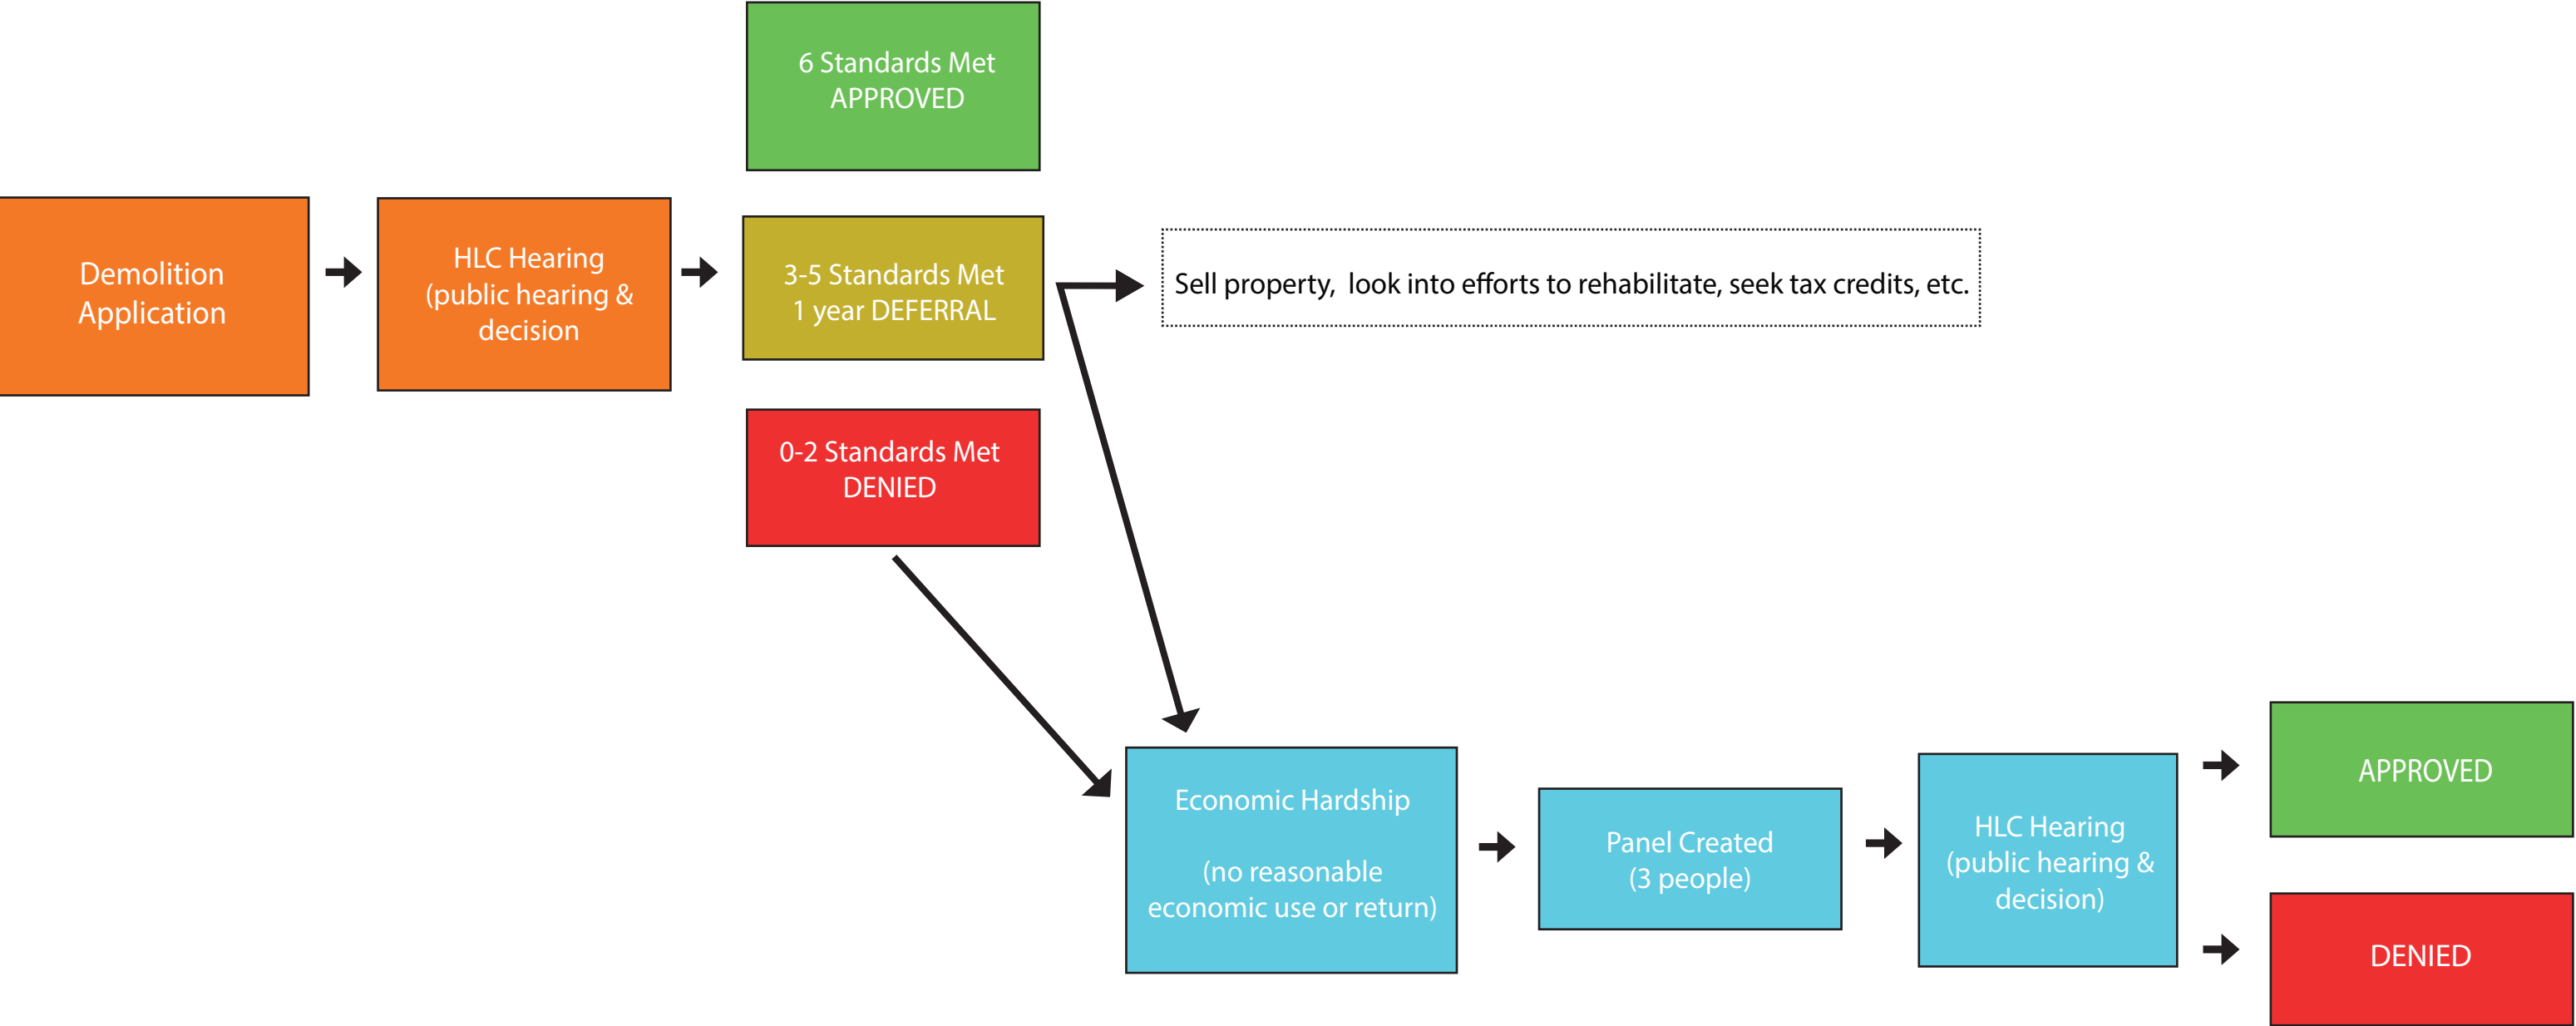 6 Standards Met
APPROVED
Demolition
Application
HLC Hearing
(public hearing &
decision
3-5 Standards Met
1 year DEFERRAL
Sell property,  look into efforts to rehabilitate, seek tax credits, etc.
0-2 Standards Met
DENIED
Economic Hardship
(no reasonable
economic use or return)
Panel Created
(3 people)
HLC Hearing
(public hearing &
decision)
APPROVED
DENIED